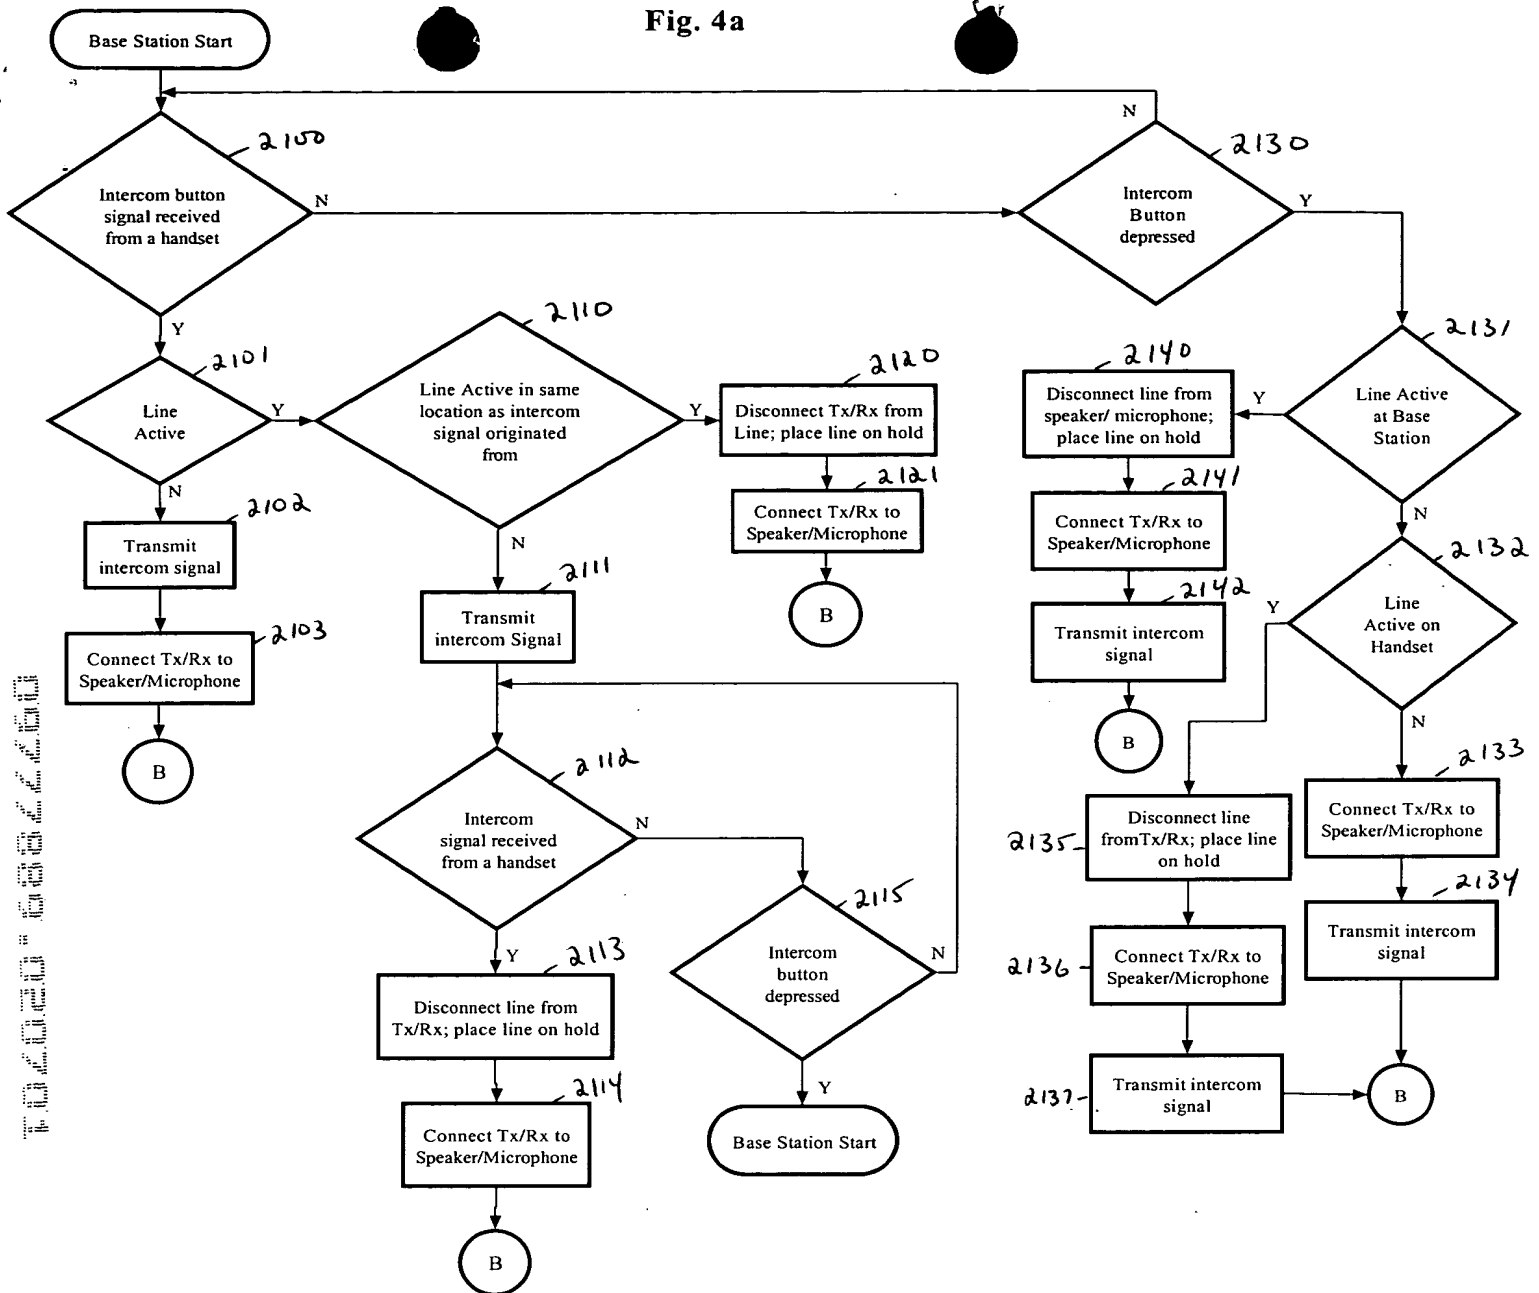 Fig. 4a
Base Station Start
N
2100
2130
Intercom button
signal received
from a handset
N
Intercom
Button
depressed
Y
Y
2101
2110
2120
2140
2131
Line
Active
Y
Line Active in same
location as intercom
signal originated
from
Y
Disconnect Tx/Rx from
Line; place line on hold
Disconnect line from
speaker/ microphone;
place line on hold
Y
Line Active
at Base
Station
N
2102
2121
2141
N
Transmit
intercom signal
N
Connect Tx/Rx to
Speaker/Microphone
Connect Tx/Rx to
Speaker/Microphone
2132
2103
2111
B
2142
Y
Line
Active on
Handset
Connect Tx/Rx to
Speaker/Microphone
Transmit
intercom Signal
Transmit intercom
signal
B
B
N
2112
2133
Intercom
signal received
from a handset
N
2135
Disconnect line
fromTx/Rx; place line
on hold
Connect Tx/Rx to
Speaker/Microphone
2115
2134
Y
2113
Intercom
button
depressed
N
2136
Connect Tx/Rx to
Speaker/Microphone
Transmit intercom
signal
Disconnect line from
Tx/Rx; place line on hold
2114
Y
2137
Transmit intercom
signal
B
Connect Tx/Rx to
Speaker/Microphone
Base Station Start
B
09777889.020701